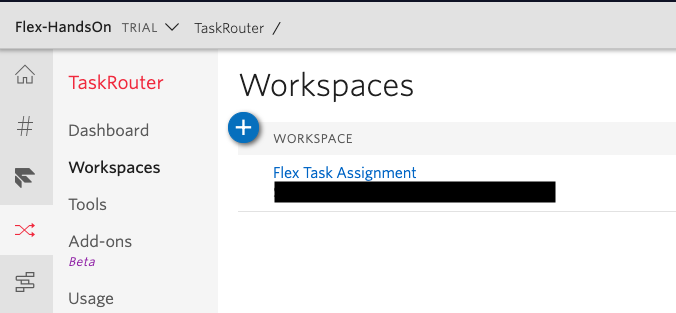 Flex-HandsOn TRIAL TaskRouter /
TaskRouter
Dashboard
Workspaces
Tools
Add-ons
Beta
Usage
Workspaces
WORKSPACE
Flex Task Assignment